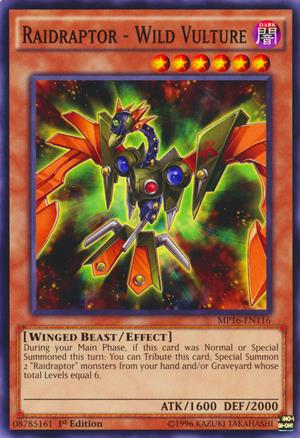 RAIDRAPTOR - WILD VULTURE
DARK
闇
MP16-EN116
[WINGED BEAST/EFFECT]
During your Main Phase, if this card was Normal or Special
Summoned this turn: You can Tribute this card; Special Summon
2 "Raidraptor" monsters from your hand and/or Graveyard whose
total Levels equal 6.
ATK/1600 DEF/2000
08785161 1st Edition ©1996 KAZUKI TAKAHASHI